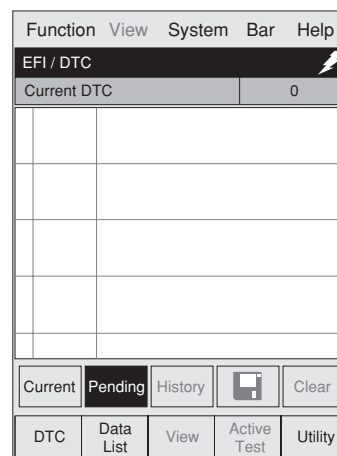 Function View System Bar Help
EFI / DTC
Current DTC 0
Current Pending History Clear
DTC Data List View Active Test Utility